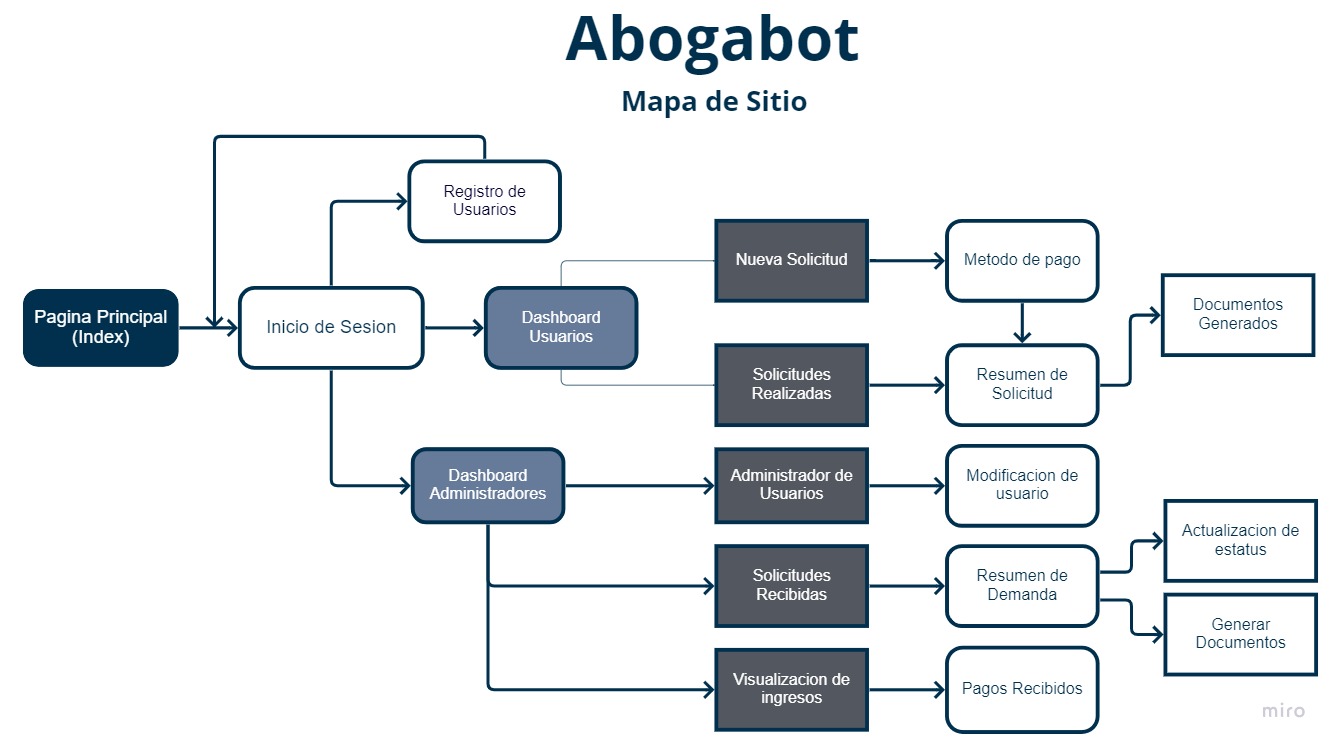 Abogabot
Mapa de Sitio
Registro de
Usuarios
Pagina Principal
(Index)
Inicio de Sesion
Dashboard
Usuarios
Nueva Solicitud
Metodo de pago
Documentos
Generados
Solicitudes
Realizadas
Resumen de
Solicitud
Dashboard
Administradores
Administrador de
Usuarios
Modificacion de
usuario
Solicitudes
Recibidas
Resumen de
Demanda
Actualizacion de
estatus
Generar
Documentos
Visualizacion de
ingresos
Pagos Recibidos
miro